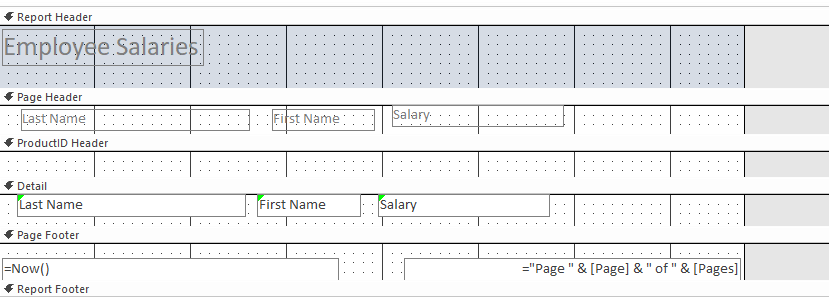 Report Header
Employee Salaries
Page Header
Last Name First Name Salary
ProductID Header
Detail
Last Name First Name Salary
Page Footer
=Now() ="Page " & [Page] & " of " & [Pages]
Report Footer